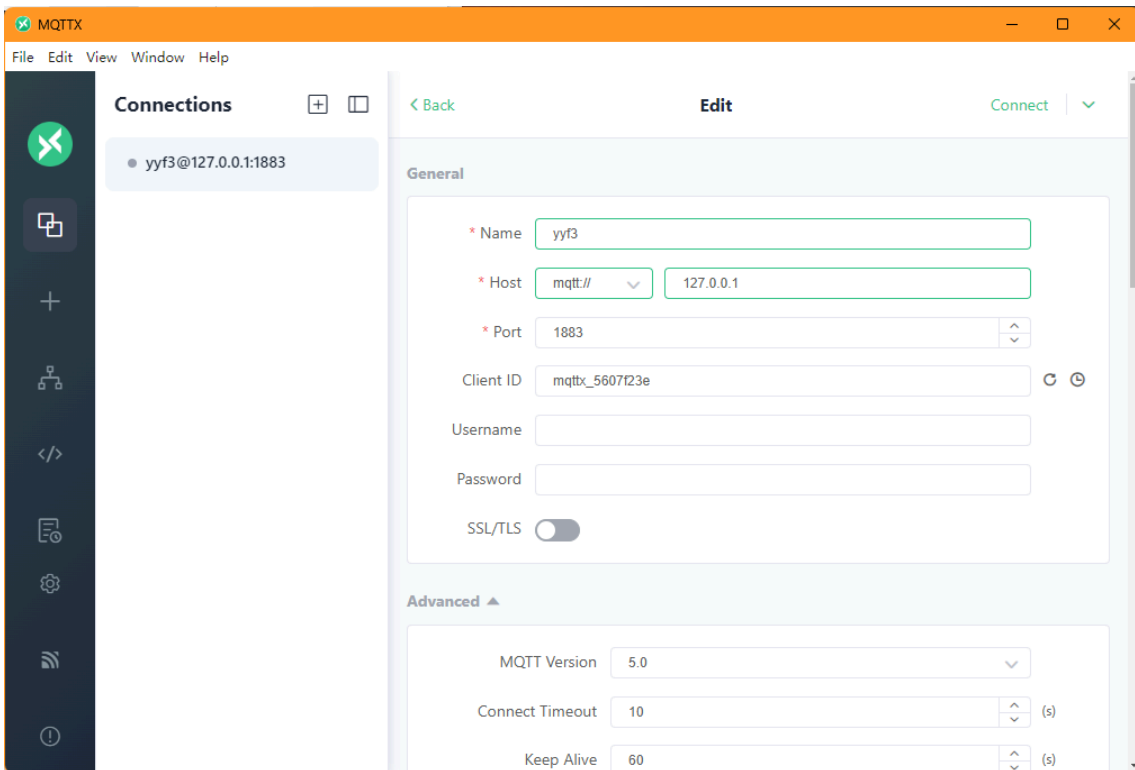 MQTTX
File Edit View Window Help
Connections
yyf3@127.0.0.1:1883
Back
Edit
Connect
General
* Name yyf3
* Host mqtt:// 127.0.0.1
* Port 1883
Client ID mqttx_5607f23e
Username
Password
SSL/TLS
Advanced
MQTT Version 5.0
Connect Timeout 10 (s)
Keep Alive 60 (s)